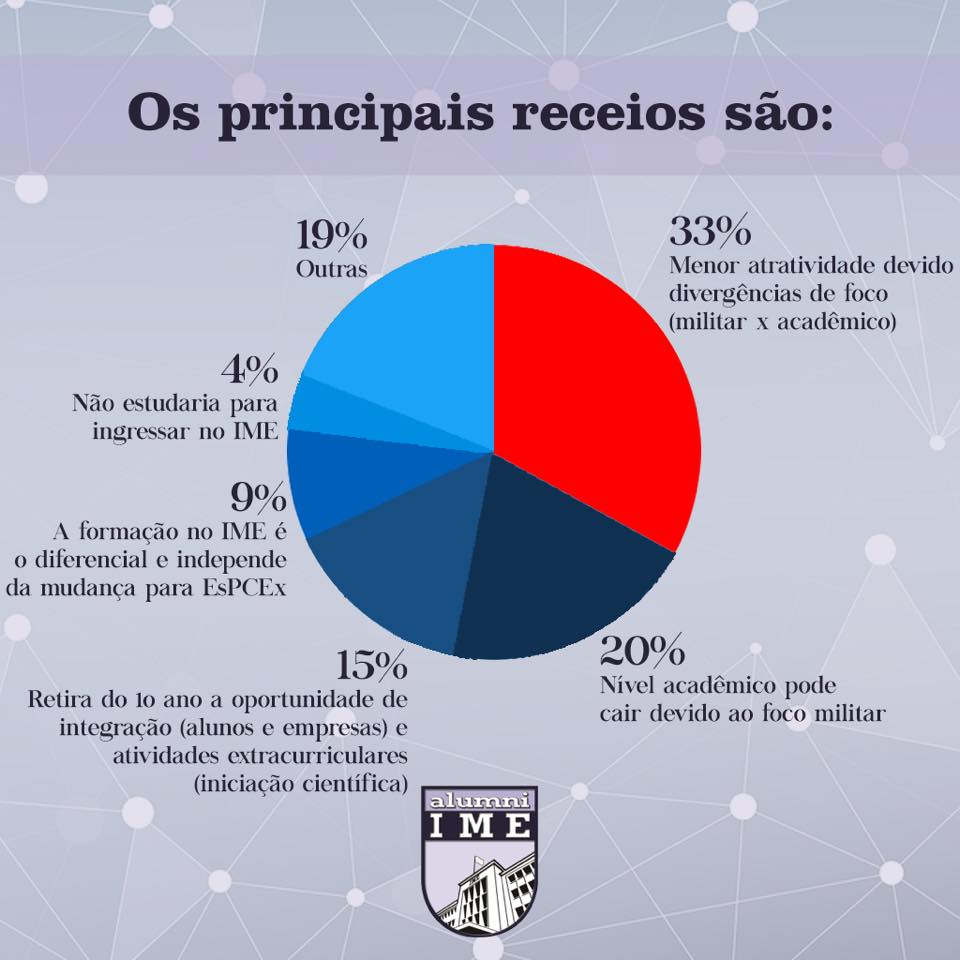 Os principais receios são:
19%
Outras
33%
Menor atratividade devido
divergências de foco
(militar x acadêmico)
4%
Não estudaria para
ingressar no IME
9%
A formação no IME é
o diferencial e independe
da mudança para EsPCEx
15%
Retira do 1o ano a oportunidade de
integração (alunos e empresas) e
atividades extracurriculares
(iniciação científica)
20%
Nível acadêmico pode
cair devido ao foco militar
alumni
IME